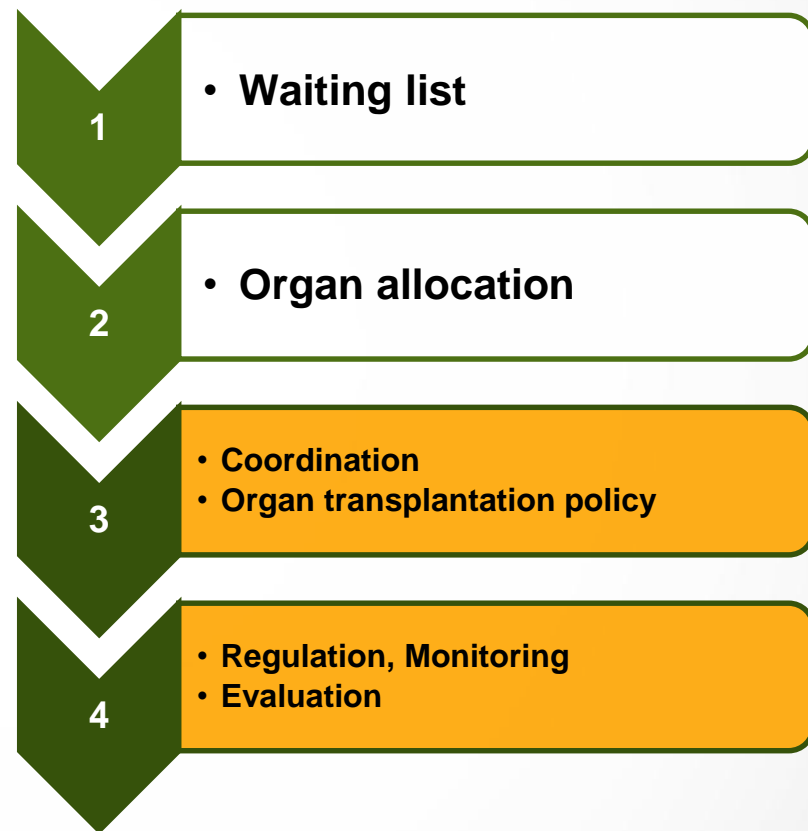 1
• Waiting list
2
• Organ allocation
3
• Coordination
• Organ transplantation policy
4
• Regulation, Monitoring
• Evaluation